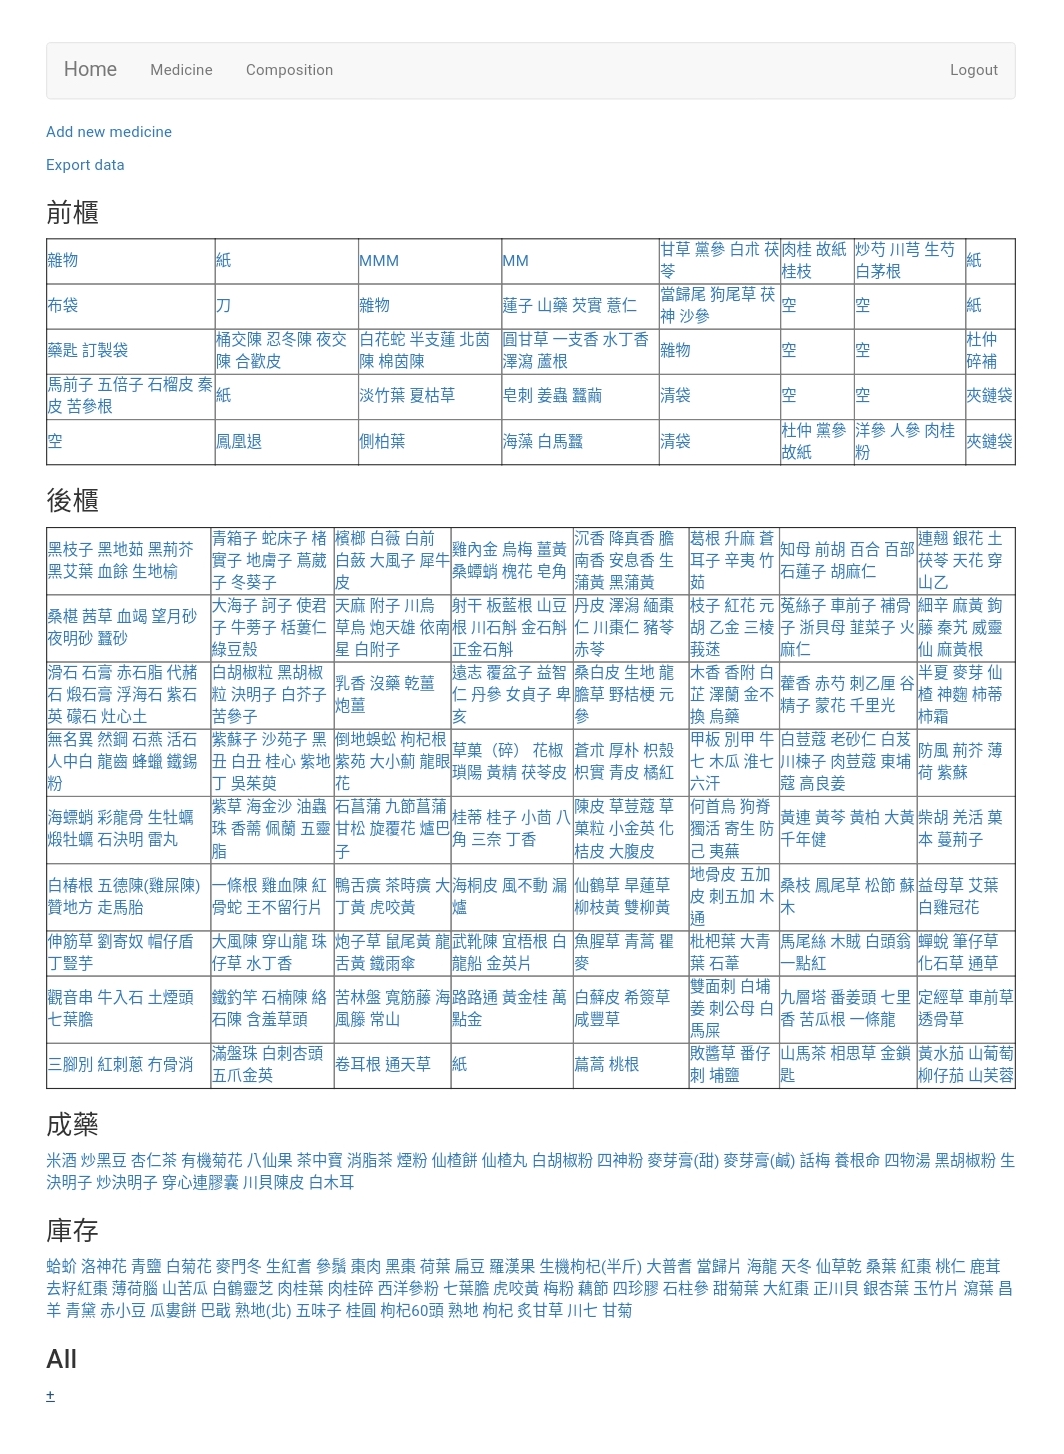 Home Medicine Composition Logout
Add new medicine
Export data
前櫃
雜物 紙 MMM MM 甘草 黨參 白朮 茯苓 肉桂 故紙 桂枝 炒芍 川芎 生芍 白茅根 紙
布袋 刀 雜物 蓮子 山藥 芡實 薏仁 當歸尾 狗尾草 茯神 沙參 空 空 紙
藥匙 訂製袋 桶交陳 忍冬陳 夜交陳 合歡皮 白花蛇 半支蓮 北茵陳 棉茵陳 圓甘草 一支香 水丁香 澤瀉 蘆根 雜物 空 空 杜仲 碎補
馬前子 五倍子 石榴皮 秦皮 苦參根 紙 淡竹葉 夏枯草 皂刺 姜蟲 蠶繭 清袋 空 空 夾鏈袋
空 鳳凰退 側柏葉 海藻 白馬蠶 清袋 杜仲 黨參 故紙 洋參 人參 肉桂粉 夾鏈袋
後櫃
黑枝子 黑地茹 黑荊芥 黑艾葉 血餘 生地榆 青箱子 蛇床子 楮實子 地膚子 蔦葳子 冬葵子 檳榔 白薇 白前 白蔹 大風子 犀牛皮 雞內金 烏梅 薑黃 桑螵蛸 槐花 皂角 沉香 降真香 膽南香 安息香 生蒲黃 黑蒲黃 葛根 升麻 蒼耳子 辛夷 竹茹 知母 前胡 百合 百部 石蓮子 胡麻仁 連翹 銀花 土茯苓 天花 穿山乙
桑椹 茜草 血竭 望月砂 夜明砂 蠶砂 大海子 訶子 使君子 牛蒡子 栝蔞仁 綠豆殼 天麻 附子 川烏 草烏 炮天雄 依南星 白附子 射干 板藍根 山豆根 川石斛 金石斛 正金石斛 丹皮 澤潟 緬棗仁 川棗仁 豬苓 赤苓 枝子 紅花 元胡 乙金 三棱 莪蒁 菟絲子 車前子 補骨子 浙貝母 韮菜子 火麻仁 細辛 麻黃 鉤藤 秦艽 威靈仙 麻黃根
滑石 石膏 赤石脂 代赭石 煅石膏 浮海石 紫石英 礞石 灶心土 白胡椒粒 黑胡椒粒 決明子 白芥子 苦參子 乳香 沒藥 乾薑 炮薑 遠志 覆盆子 益智仁 丹參 女貞子 卑亥 桑白皮 生地 龍膽草 野桔梗 元參 木香 香附 白芷 澤蘭 金不換 烏藥 藿香 赤芍 刺乙厘 谷精子 蒙花 千里光 半夏 麥芽 仙楂 神麴 柿蒂 柿霜
無名異 然鋼 石燕 活石 人中白 龍齒 蜂蠟 鐵錫粉 紫蘇子 沙苑子 黑丑 白丑 桂心 紫地丁 吳茱萸 倒地蜈蚣 枸杞根 紫苑 大小薊 龍眼花 草菓（碎） 花椒 瑣陽 黃精 茯苓皮 蒼朮 厚朴 枳殼 枳實 青皮 橘紅 甲板 別甲 牛七 木瓜 淮七 六汗 白荳蔻 老砂仁 白芨 川楝子 肉荳蔻 東埔蔻 高良姜 防風 荊芥 薄荷 紫蘇
海螵蛸 彩龍骨 生牡蠣 煅牡蠣 石決明 雷丸 紫草 海金沙 油蟲珠 香薷 佩蘭 五靈脂 石菖蒲 九節菖蒲 甘松 旋覆花 爐巴子 桂蒂 桂子 小茴 八角 三奈 丁香 陳皮 草荳蔻 草菓粒 小金英 化桔皮 大腹皮 何首烏 狗脊 獨活 寄生 防己 夷蕪 黃連 黃芩 黃柏 大黃 千年健 柴胡 羌活 菓本 蔓荊子
白椿根 五德陳(雞屎陳) 贊地方 走馬胎 一條根 雞血陳 紅骨蛇 王不留行片 鴨舌癀 茶時癀 大丁黃 虎咬黃 海桐皮 風不動 漏爐 仙鶴草 旱蓮草 柳枝黃 雙柳黃 地骨皮 五加皮 刺五加 木通 桑枝 鳳尾草 松節 蘇木 益母草 艾葉 白雞冠花
伸筋草 劉寄奴 帽仔盾 丁豎芋 大風陳 穿山龍 珠仔草 水丁香 炮子草 鼠尾黃 龍舌黃 鐵雨傘 武靴陳 宜梧根 白龍船 金英片 魚腥草 青蒿 瞿麥 枇杷葉 大青葉 石葦 馬尾絲 木賊 白頭翁 一點紅 蟬蛻 筆仔草 化石草 通草
觀音串 牛入石 土煙頭 七葉膽 鐵釣竿 石楠陳 絡石陳 含羞草頭 苦林盤 寬筋藤 海風籐 常山 路路通 黃金桂 萬點金 白蘚皮 希簽草 咸豐草 雙面刺 白埔姜 刺公母 白馬屎 九層塔 番姜頭 七里香 苦瓜根 一條龍 定經草 車前草 透骨草
三腳別 紅刺蔥 冇骨消 滿盤珠 白刺杏頭 五爪金英 卷耳根 通天草 紙 萹蒿 桃根 敗醬草 番仔刺 埔鹽 山馬茶 相思草 金鎖匙 黃水茄 山葡萄 柳仔茄 山芙蓉
成藥
米酒 炒黑豆 杏仁茶 有機菊花 八仙果 茶中寶 消脂茶 煙粉 仙楂餅 仙楂丸 白胡椒粉 四神粉 麥芽膏(甜) 麥芽膏(鹹) 話梅 養根命 四物湯 黑胡椒粉 生
決明子 炒決明子 穿心連膠囊 川貝陳皮 白木耳
庫存
蛤蚧 洛神花 青鹽 白菊花 麥門冬 生紅耆 參鬚 棗肉 黑棗 荷葉 扁豆 羅漢果 生機枸杞(半斤) 大普耆 當歸片 海龍 天冬 仙草乾 桑葉 紅棗 桃仁 鹿茸
去籽紅棗 薄荷腦 山苦瓜 白鶴靈芝 肉桂葉 肉桂碎 西洋參粉 七葉膽 虎咬黃 梅粉 藕節 四珍膠 石柱參 甜菊葉 大紅棗 正川貝 銀杏葉 玉竹片 瀉葉 昌
羊 青黛 赤小豆 瓜婁餅 巴戢 熟地(北) 五味子 桂圓 枸杞60頭 熟地 枸杞 炙甘草 川七 甘菊
All
+